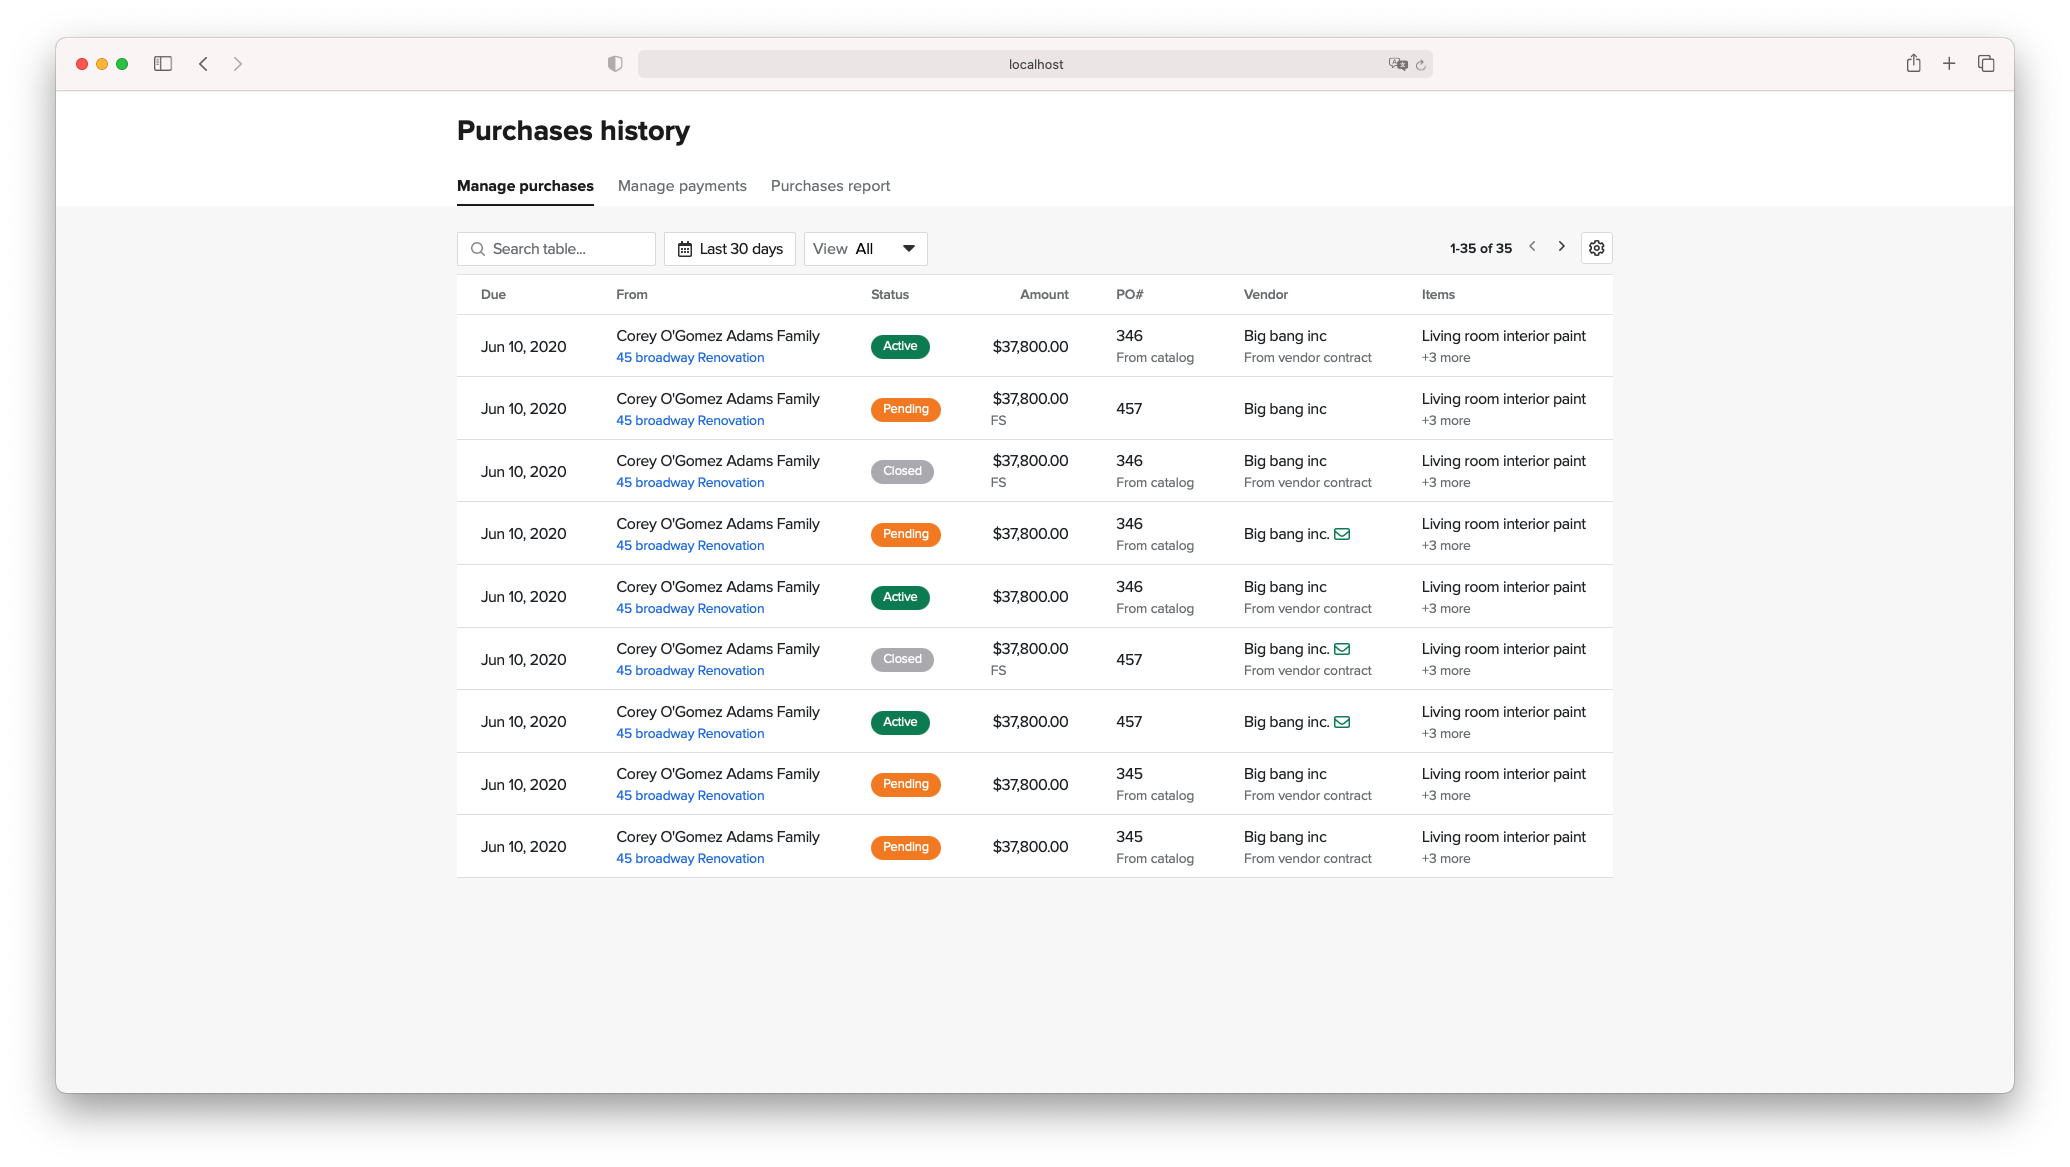 localhost
Purchases history
Manage purchases Manage payments Purchases report
Search table... Last 30 days View All 1-35 of 35
Due From Status Amount PO# Vendor Items
Jun 10, 2020 Corey O'Gomez Adams Family Active $37,800.00 346 Big bang inc Living room interior paint
45 broadway Renovation From catalog From vendor contract +3 more
Jun 10, 2020 Corey O'Gomez Adams Family Pending $37,800.00 457 Big bang inc Living room interior paint
45 broadway Renovation FS +3 more
Jun 10, 2020 Corey O'Gomez Adams Family Closed $37,800.00 346 Big bang inc Living room interior paint
45 broadway Renovation FS From catalog From vendor contract +3 more
Jun 10, 2020 Corey O'Gomez Adams Family Pending $37,800.00 346 Big bang inc. Living room interior paint
45 broadway Renovation From catalog +3 more
Jun 10, 2020 Corey O'Gomez Adams Family Active $37,800.00 346 Big bang inc Living room interior paint
45 broadway Renovation From catalog From vendor contract +3 more
Jun 10, 2020 Corey O'Gomez Adams Family Closed $37,800.00 457 Big bang inc. Living room interior paint
45 broadway Renovation FS From vendor contract +3 more
Jun 10, 2020 Corey O'Gomez Adams Family Active $37,800.00 457 Big bang inc. Living room interior paint
45 broadway Renovation +3 more
Jun 10, 2020 Corey O'Gomez Adams Family Pending $37,800.00 345 Big bang inc Living room interior paint
45 broadway Renovation From catalog From vendor contract +3 more
Jun 10, 2020 Corey O'Gomez Adams Family Pending $37,800.00 345 Big bang inc Living room interior paint
45 broadway Renovation From catalog From vendor contract +3 more